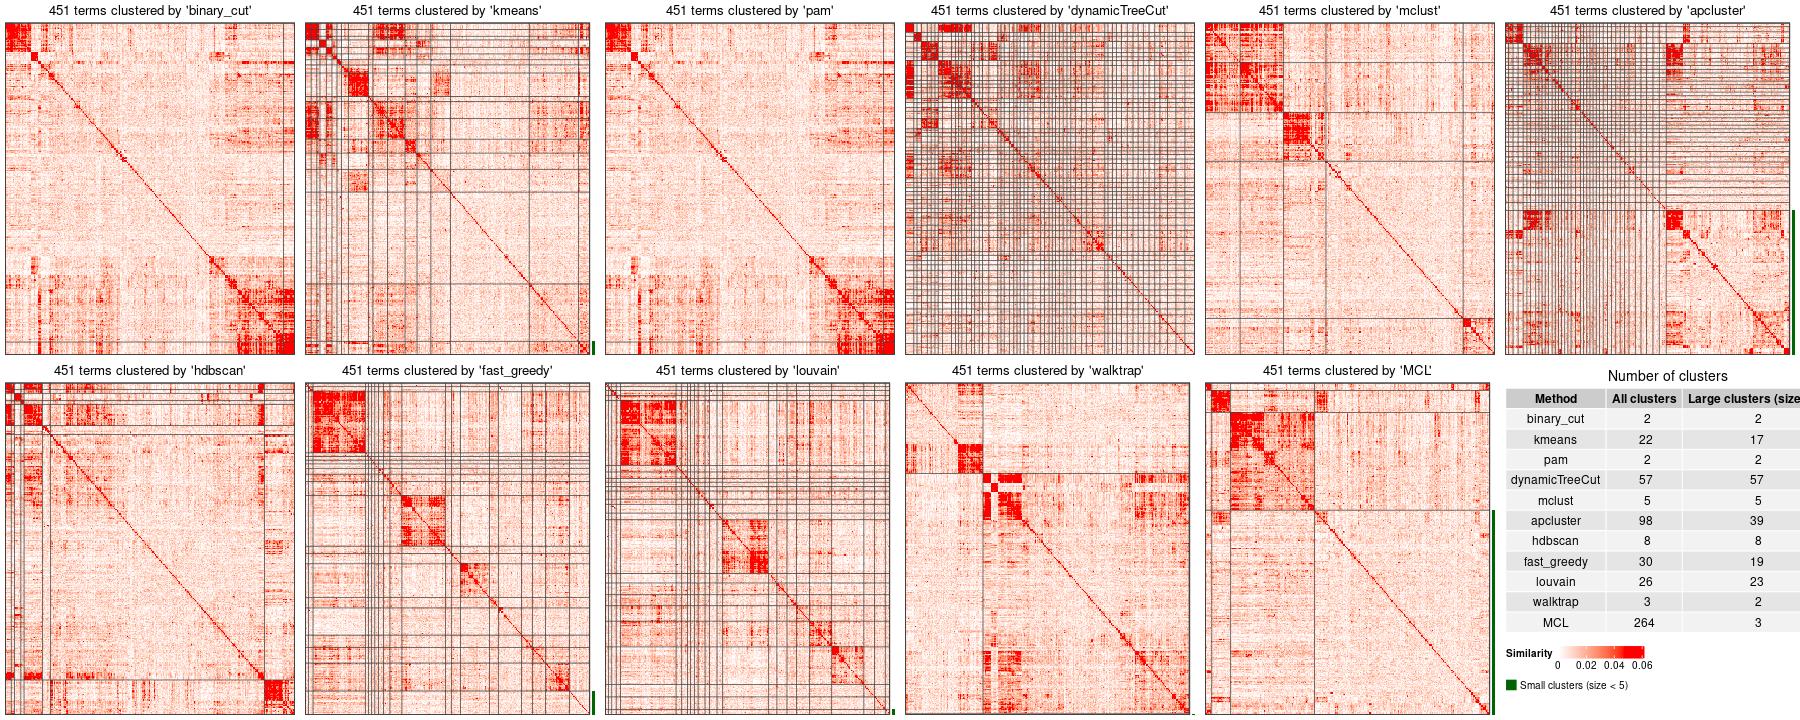 451 terms clustered by 'binary_cut'
451 terms clustered by 'kmeans'
451 terms clustered by 'pam'
451 terms clustered by 'dynamicTreeCut'
451 terms clustered by 'mclust'
451 terms clustered by 'apcluster'
451 terms clustered by 'hdbscan'
451 terms clustered by 'fast_greedy'
451 terms clustered by 'louvain'
451 terms clustered by 'walktrap'
451 terms clustered by 'MCL'
Number of clusters
Method All clusters Large clusters (size
binary_cut 2 2
kmeans 22 17
pam 2 2
dynamicTreeCut 57 57
mclust 5 5
apcluster 98 39
hdbscan 8 8
fast_greedy 30 19
louvain 26 23
walktrap 3 2
MCL 264 3
Similarity
0 0.02 0.04 0.06
Small clusters (size < 5)